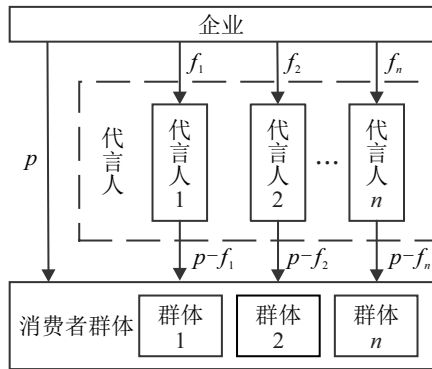 企业
f1 f2 fn
p
代言人
代言人1
代言人2
...
代言人n
p-f1 p-f2 p-fn
消费者群体
群体1
群体2
群体n